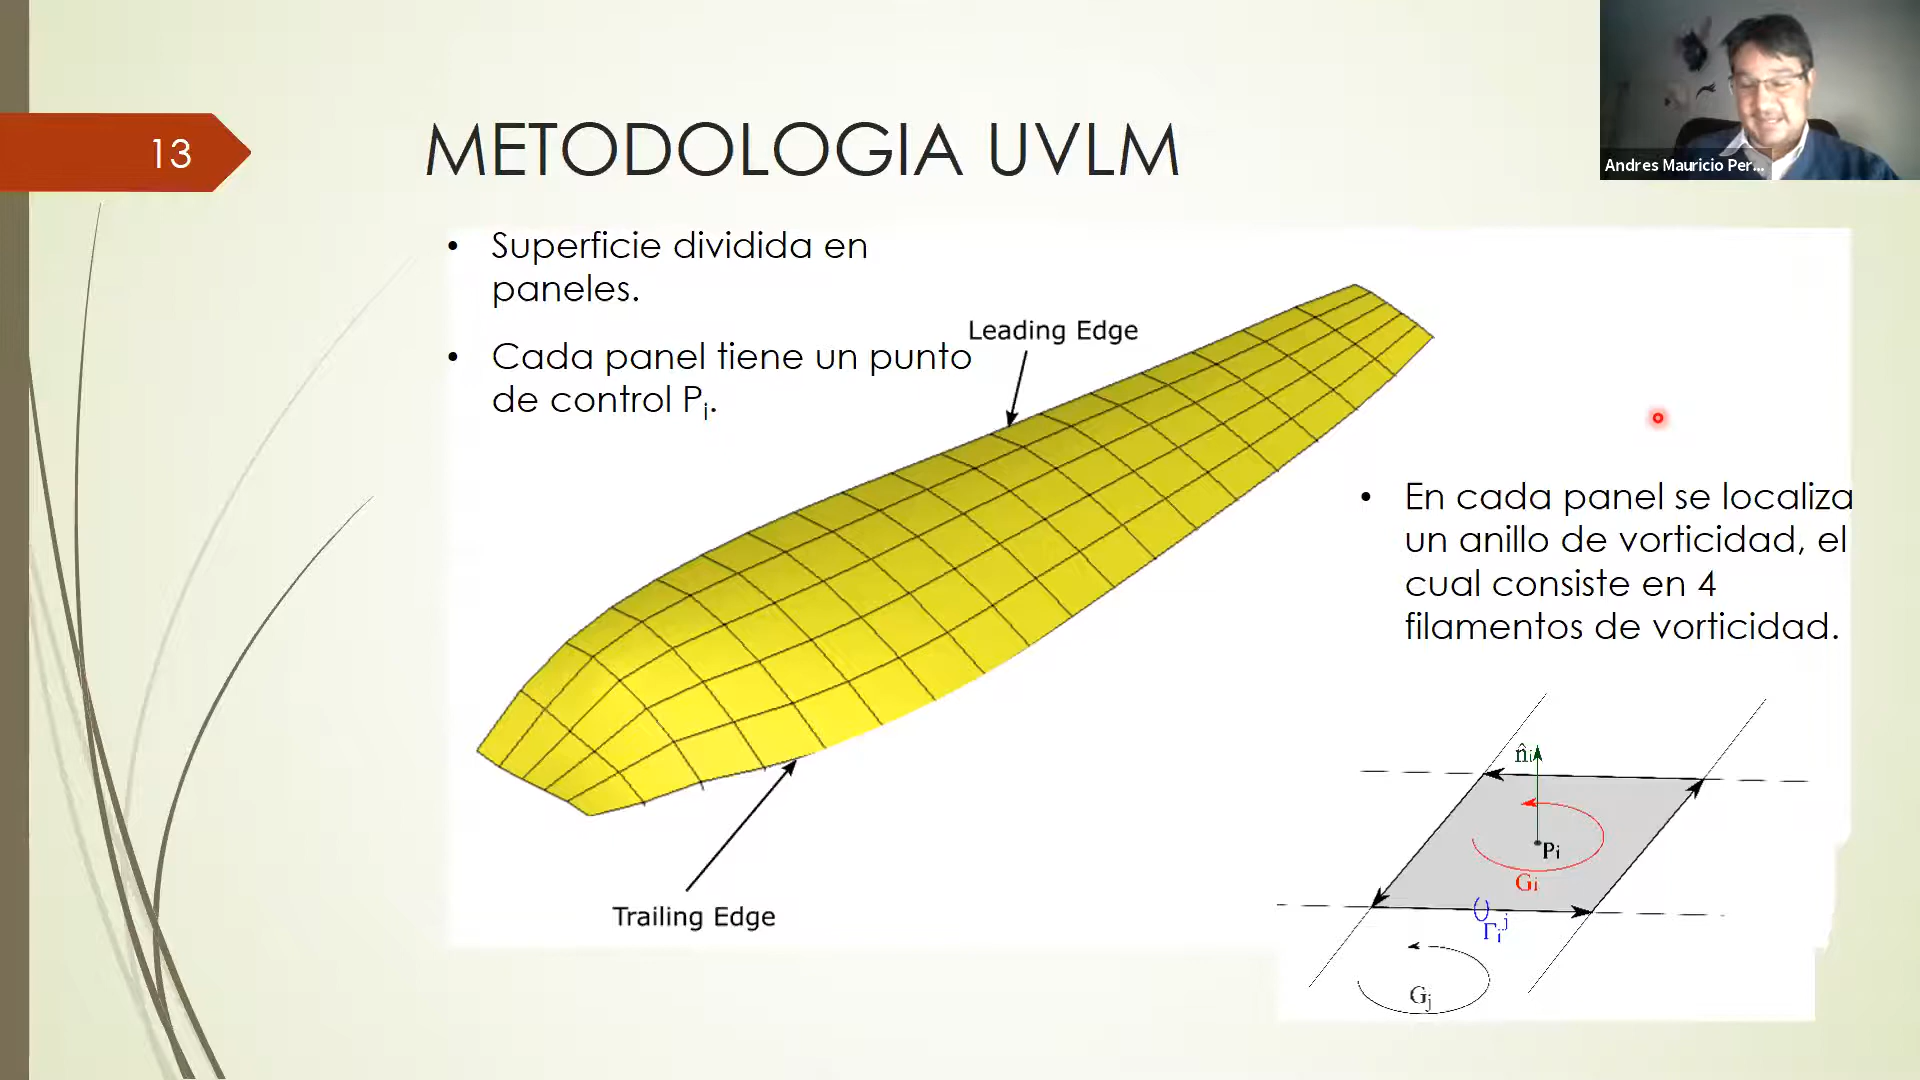 13
METODOLOGIA UVLM
Andres Mauricio Per...
• Superficie dividida en
paneles.
• Cada panel tiene un punto
de control Pi.
Leading Edge
Trailing Edge
• En cada panel se localiza
un anillo de vorticidad, el
cual consiste en 4
filamentos de vorticidad.
n̂i
Pi
Gi
Γij
Gj